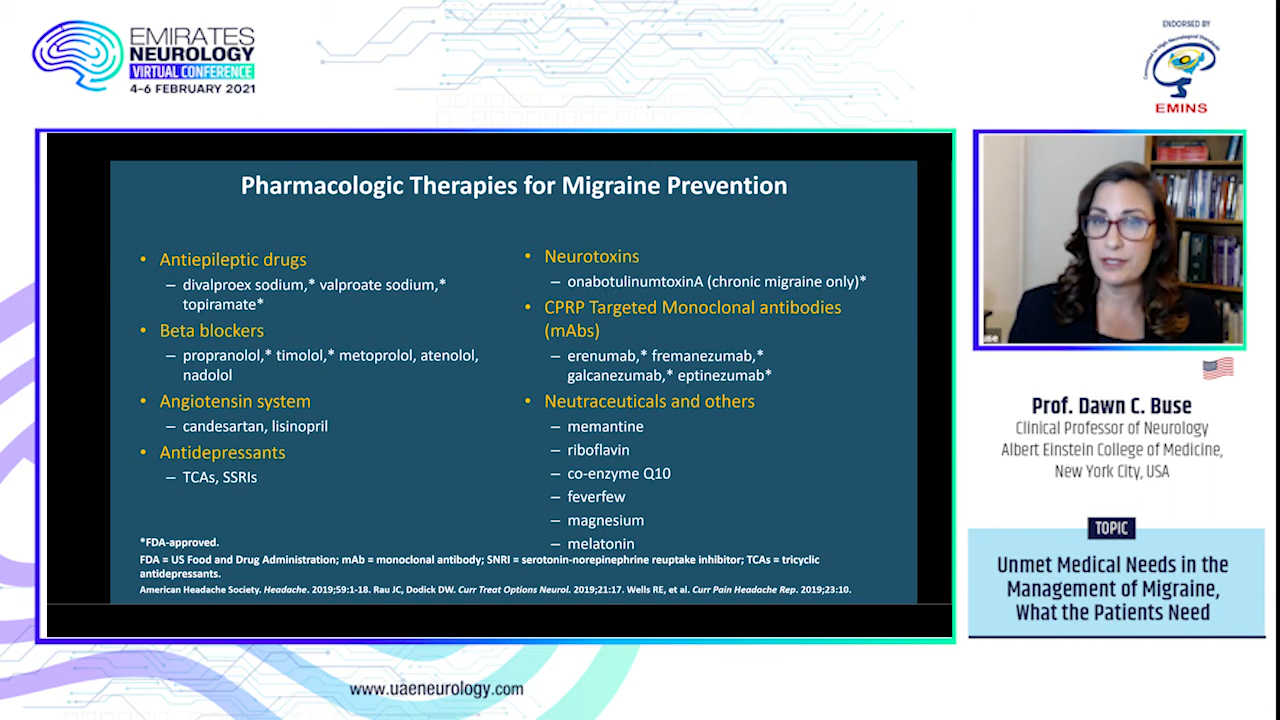 EMIRATES
NEUROLOGY
VIRTUAL CONFERENCE
4-6 FEBRUARY 2021
ENDORSED BY
EMINS
Pharmacologic Therapies for Migraine Prevention
• Antiepileptic drugs
– divalproex sodium,* valproate sodium,*
topiramate*
• Beta blockers
– propranolol,* timolol,* metoprolol, atenolol,
nadolol
• Angiotensin system
– candesartan, lisinopril
• Antidepressants
– TCAs, SSRIs
• Neurotoxins
– onabotulinumtoxinA (chronic migraine only)*
• CPRP Targeted Monoclonal antibodies
(mAbs)
– erenumab,* fremanezumab,*
galcanezumab,* eptinezumab*
• Neutraceuticals and others
– memantine
– riboflavin
– co-enzyme Q10
– feverfew
– magnesium
– melatonin
*FDA-approved.
FDA = US Food and Drug Administration; mAb = monoclonal antibody; SNRI = serotonin-norepinephrine reuptake inhibitor; TCAs = tricyclic
antidepressants.
American Headache Society. Headache. 2019;59:1-18. Rau JC, Dodick DW. Curr Treat Options Neurol. 2019;21:17. Wells RE, et al. Curr Pain Headache Rep. 2019;23:10.
Prof. Dawn C. Buse
Clinical Professor of Neurology
Albert Einstein College of Medicine,
New York City, USA
TOPIC
Unmet Medical Needs in the
Management of Migraine,
What the Patients Need
www.uaeneurology.com